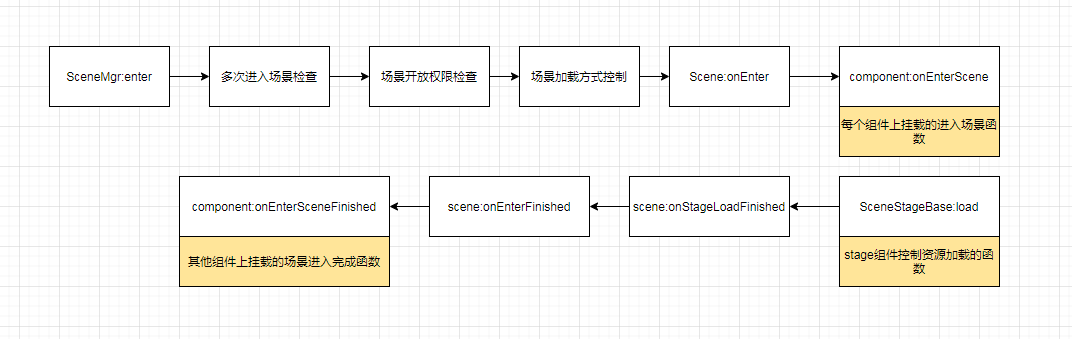 SceneMgr:enter
多次进入场景检查
场景开放权限检查
场景加载方式控制
Scene:onEnter
component:onEnterScene
每个组件上挂载的进入场景函
数
component:onEnterSceneFinished
scene:onEnterFinished
scene:onStageLoadFinished
SceneStageBase:load
其他组件上挂载的场景进入完成函数
stage组件控制资源加载的函
数